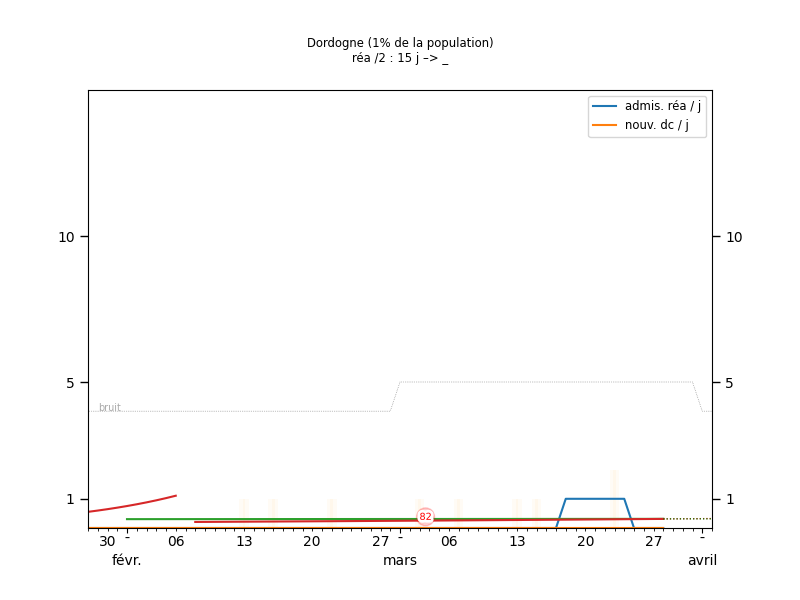 Dordogne (1% de la population)
réa /2 : 15 j –> _
admis. réa / j
nouv. dc / j
10 10
5 5
bruit
1 1
82
30 - 06 13 20 27 - 06 13 20 27 -
févr. mars avril